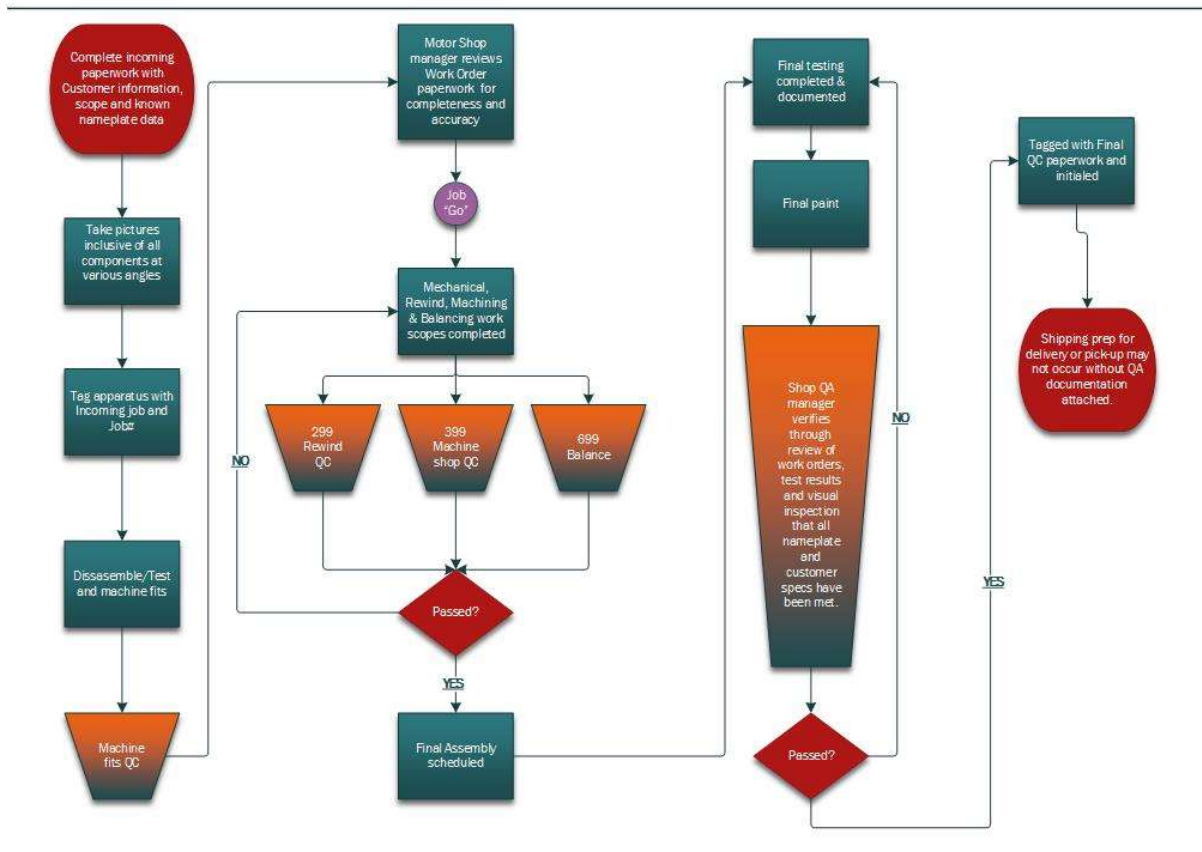 Complete incoming
paperwork with
Customer information,
scope and known
nameplate data
Take pictures
inclusive of all
components at
various angles
Tag apparatus with
Incoming job and
Job#
Dissasemble/Test
and machine fits
Machine
fits QC
Motor Shop
manager reviews
Work Order
paperwork for
completeness and
accuracy
Job
"Go"
Mechanical,
Rewind, Machining
& Balancing work
scopes completed
299
Rewind
QC
399
Machine
shop QC
699
Balance
NO
Passed?
YES
Final Assembly
scheduled
Final testing
completed &
documented
Final paint
Shop QA
manager
verifies
through
review of
work orders,
test results
and visual
inspection
that all
nameplate
and
customer
specs have
been met.
NO
Passed?
YES
Tagged with Final
QC paperwork and
initialed
Shipping prep for
delivery or pick-up may
not occur without QA
documentation
attached.